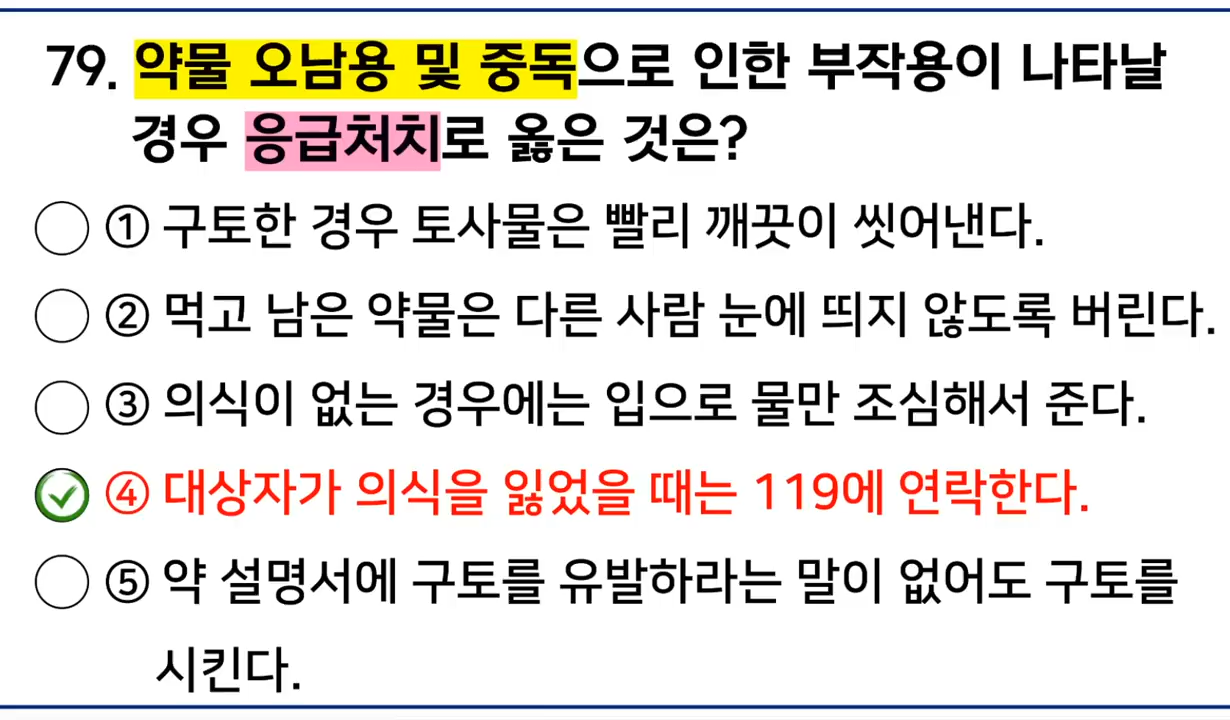 79. 약물 오남용 및 중독으로 인한 부작용이 나타날
경우 응급처치로 옳은 것은?
① 구토한 경우 토사물은 빨리 깨끗이 씻어낸다.
② 먹고 남은 약물은 다른 사람 눈에 띄지 않도록 버린다.
③ 의식이 없는 경우에는 입으로 물만 조심해서 준다.
④ 대상자가 의식을 잃었을 때는 119에 연락한다.
⑤ 약 설명서에 구토를 유발하라는 말이 없어도 구토를
시킨다.